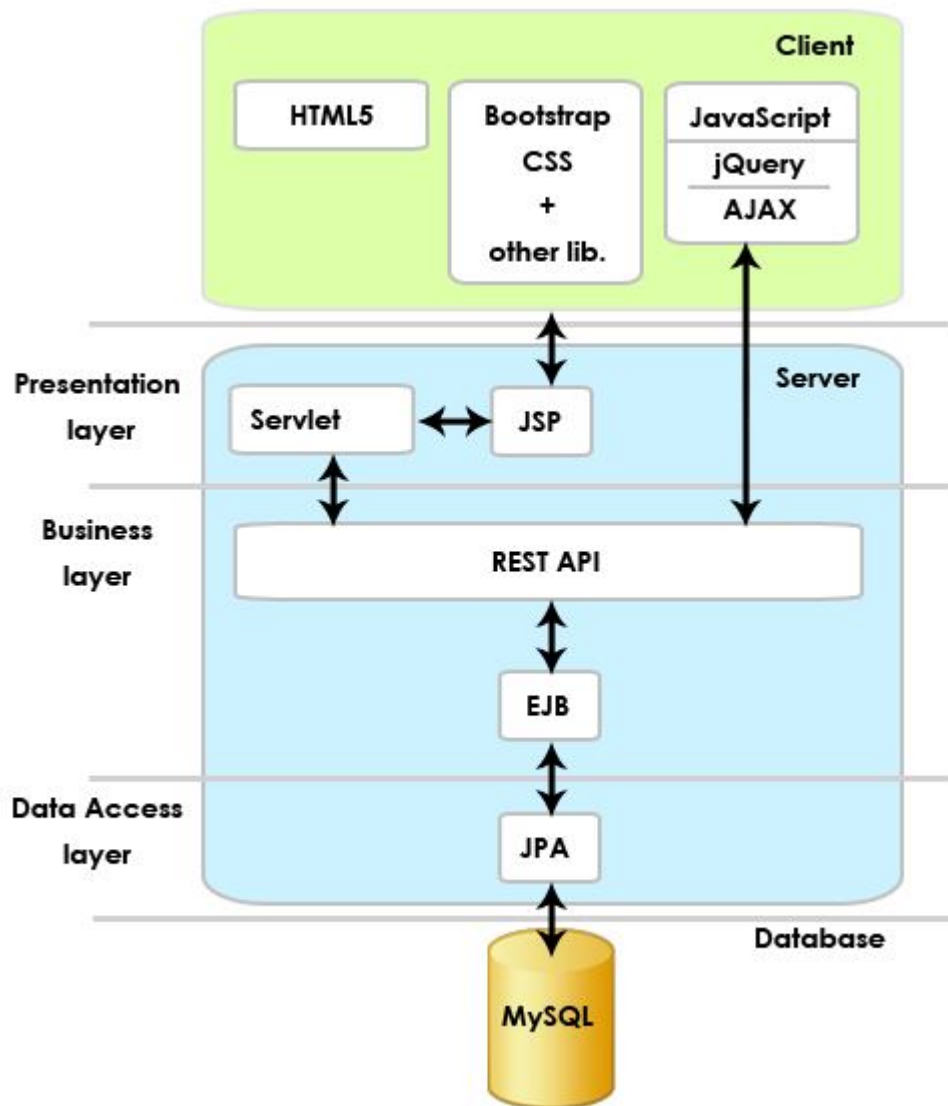 Client
HTML5
Bootstrap
CSS
+
other lib.
JavaScript
jQuery
AJAX
Presentation
layer
Server
Servlet
JSP
Business
layer
REST API
EJB
Data Access
layer
JPA
Database
MySQL